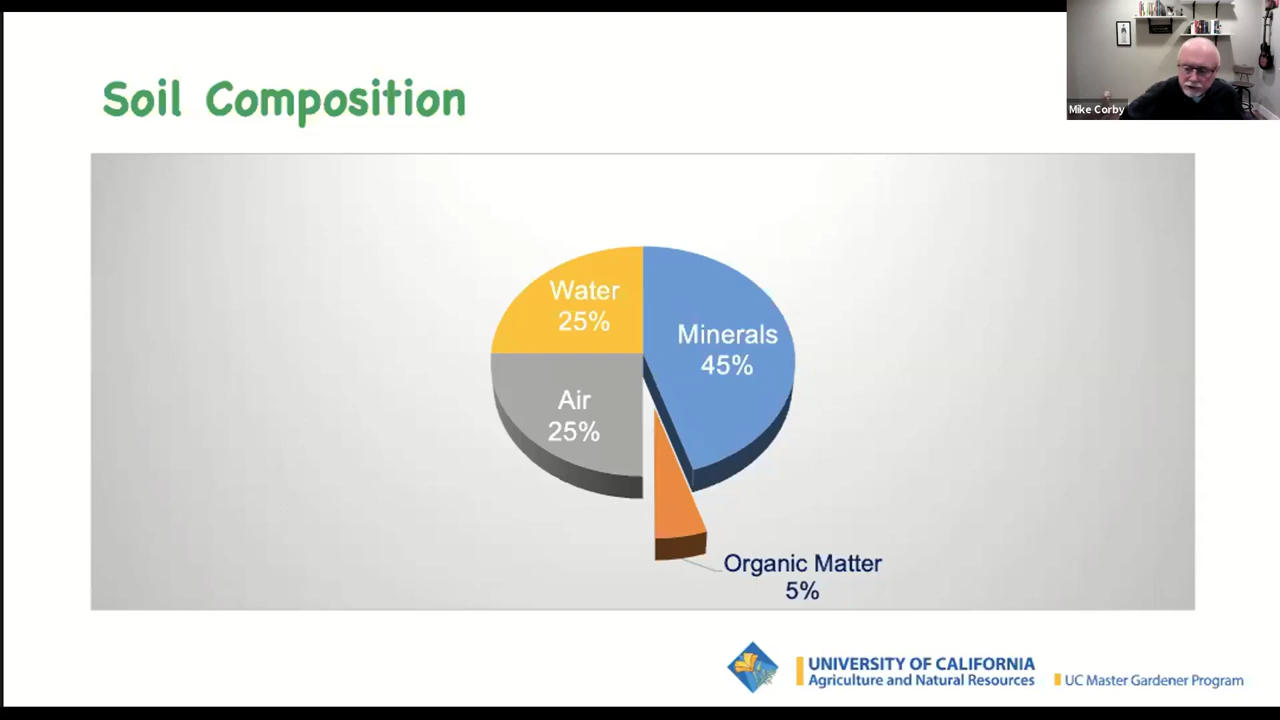 Soil Composition
Mike Corby
Water
25%
Minerals
45%
Air
25%
Organic Matter
5%
UNIVERSITY OF CALIFORNIA
Agriculture and Natural Resources
UC Master Gardener Program